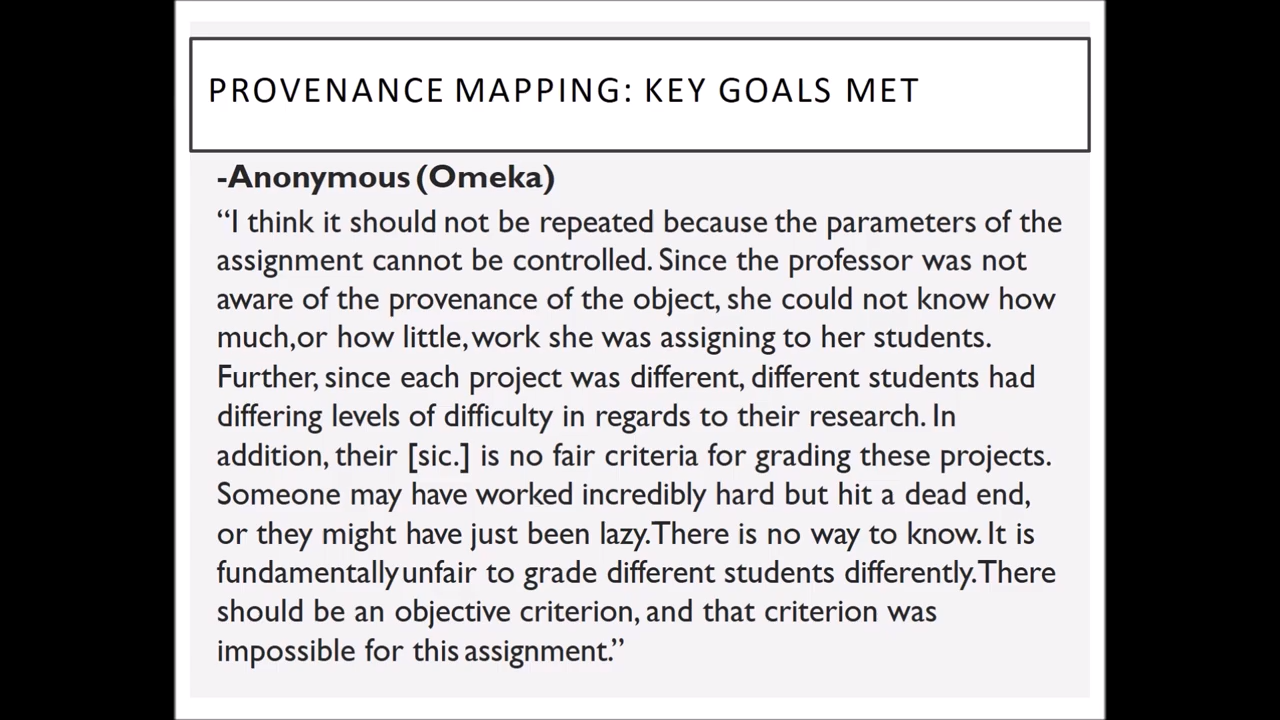 PROVENANCE MAPPING: KEY GOALS MET
-Anonymous (Omeka)
“I think it should not be repeated because the parameters of the
assignment cannot be controlled. Since the professor was not
aware of the provenance of the object, she could not know how
much, or how little, work she was assigning to her students.
Further, since each project was different, different students had
differing levels of difficulty in regards to their research. In
addition, their [sic.] is no fair criteria for grading these projects.
Someone may have worked incredibly hard but hit a dead end,
or they might have just been lazy. There is no way to know. It is
fundamentally unfair to grade different students differently. There
should be an objective criterion, and that criterion was
impossible for this assignment.”